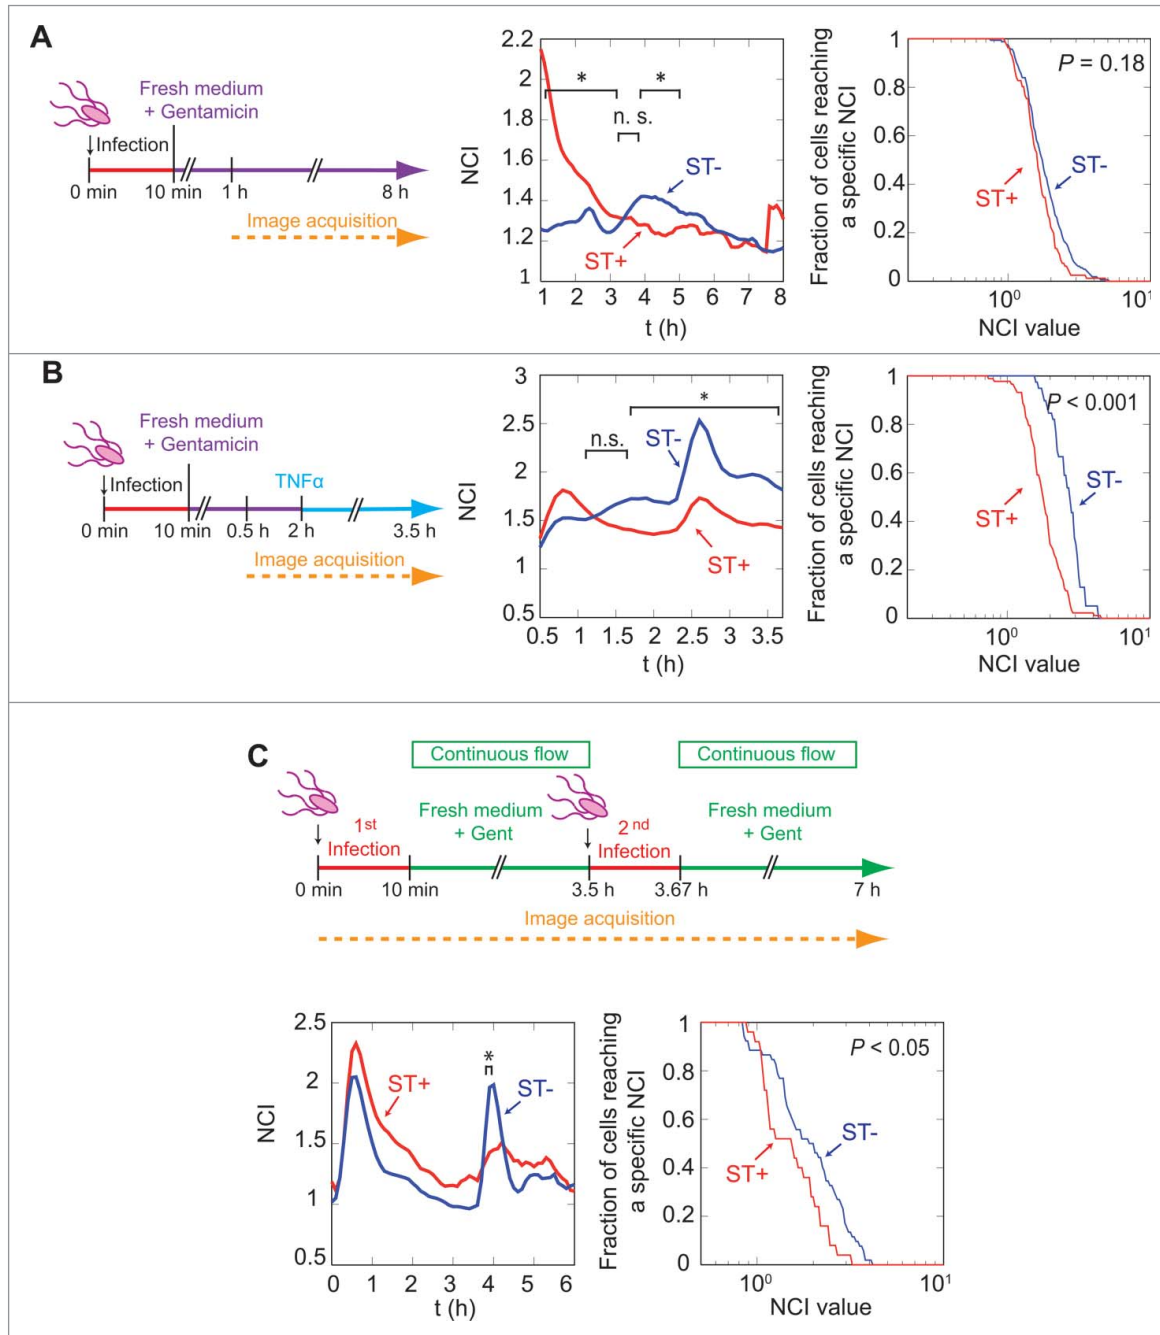 A
Fresh medium
+ Gentamicin
Infection
0 min
10 min
1 h
8 h
Image acquisition
2.2
2
1.8
1.6
1.4
1.2
1
NCI
*
*
n. s.
ST-
ST+
1 2 3 4 5 6 7 8
t (h)
Fraction of cells reaching
a specific NCI
1
0.8
0.6
0.4
0.2
0
P = 0.18
ST+
ST-
10⁰
10¹
NCI value
B
Fresh medium
+ Gentamicin
Infection
TNFα
0 min
10 min
0.5 h
2 h
3.5 h
Image acquisition
3
2.5
2
1.5
1
0.5
NCI
*
n.s.
ST-
ST+
0.5 1 1.5 2 2.5 3 3.5
t (h)
Fraction of cells reaching
a specific NCI
1
0.8
0.6
0.4
0.2
0
P < 0.001
ST+
ST-
10⁰
10¹
NCI value
C
Continuous flow
Continuous flow
1st
Infection
Fresh medium
+ Gent
2nd
Infection
Fresh medium
+ Gent
0 min
10 min
3.5 h
3.67 h
7 h
Image acquisition
2.5
2
1.5
1
0.5
NCI
ST+
*
ST-
0 1 2 3 4 5 6
t (h)
Fraction of cells reaching
a specific NCI
1
0.8
0.6
0.4
0.2
0
P < 0.05
ST-
ST+
10⁰
10¹
NCI value